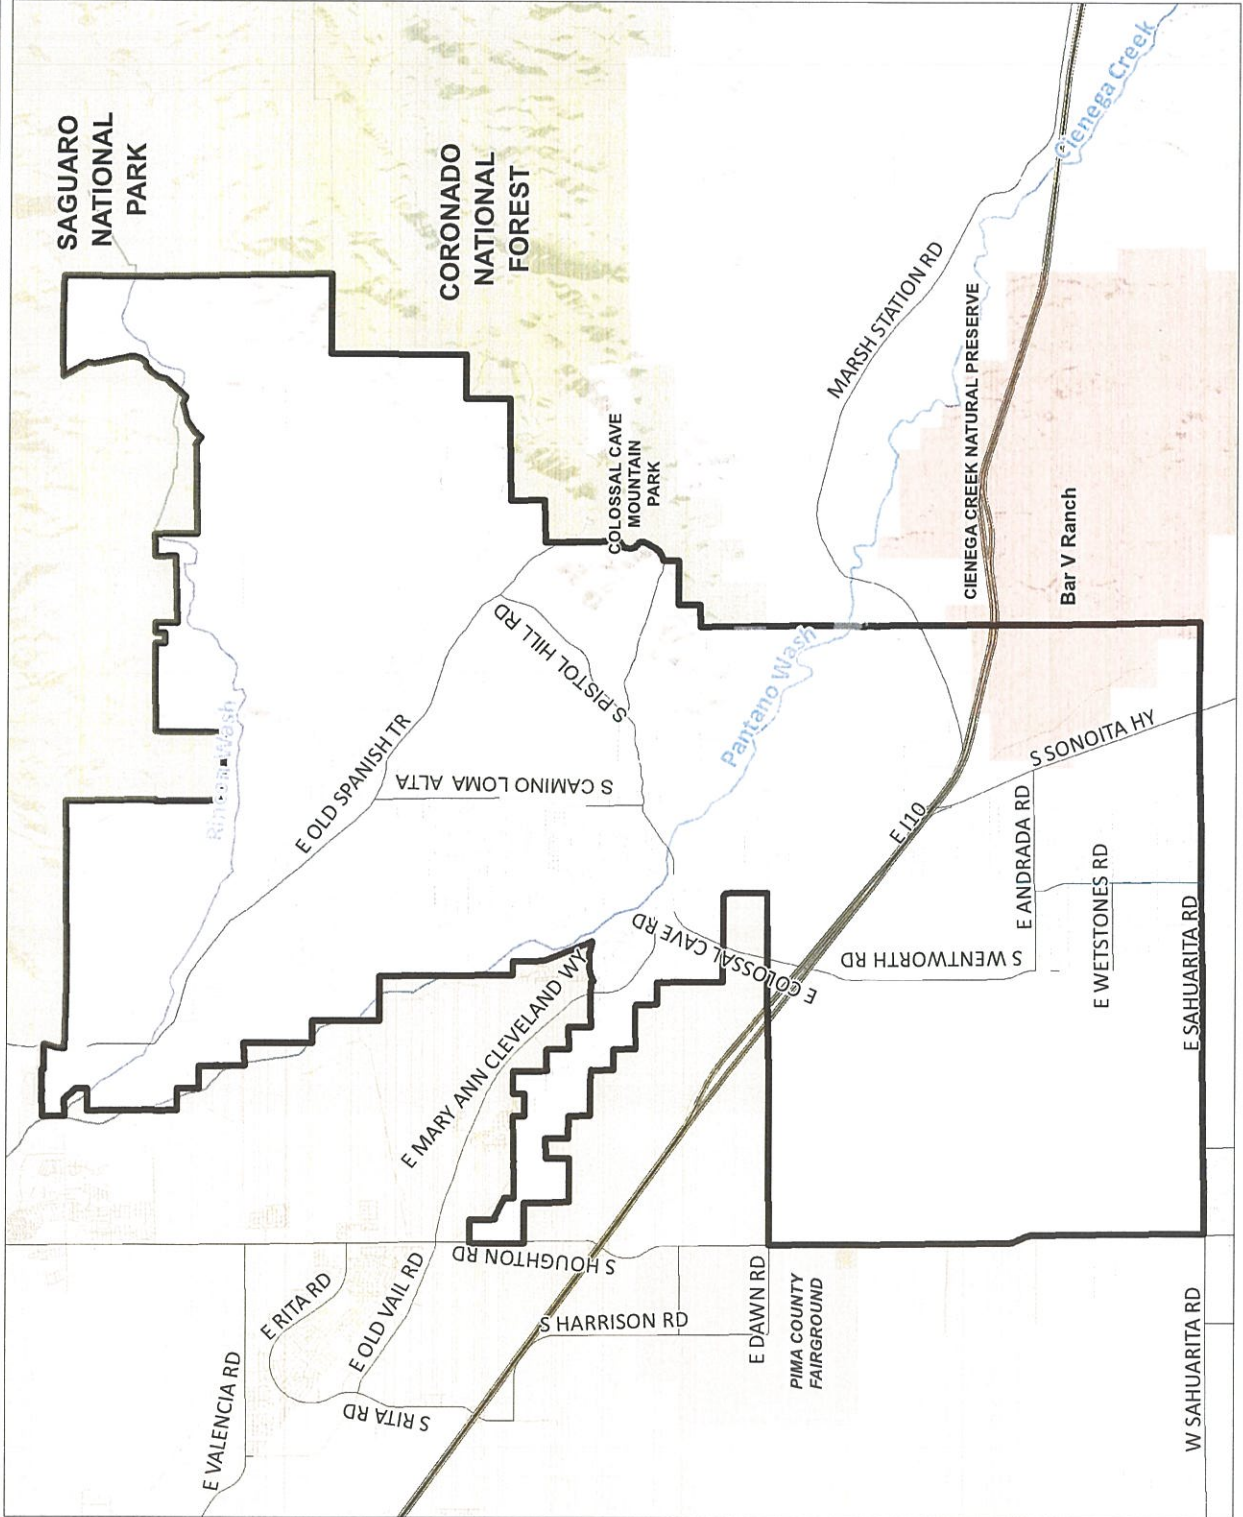 SAGUARO
NATIONAL
PARK
CORONADO
NATIONAL
FOREST
Cienega Creek
MARSH STATION RD
COLOSSAL CAVE
MOUNTAIN
PARK
CIENEGA CREEK NATURAL PRESERVE
Bar V Ranch
S PISTOL HILL RD
Pantano Wash
Rincon Wash
E OLD SPANISH TR
S CAMINO LOMA ALTA
S SONOITA HY
E I10
E ANDRADA RD
E WETSTONES RD
E SAHUARITA RD
S WENTWORTH RD
E COLOSSAL CAVE RD
E MARY ANN CLEVELAND WY
S HOUGHTON RD
E RITA RD
E OLD VAIL RD
S HARRISON RD
E DAWN RD
PIMA COUNTY
FAIRGROUND
E VALENCIA RD
S RITA RD
W SAHUARITA RD